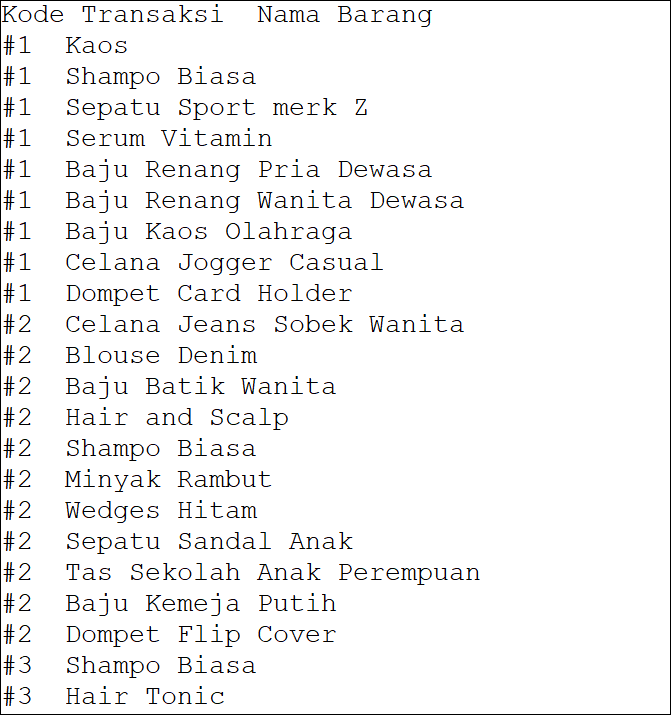 Kode Transaksi  Nama Barang
#1  Kaos
#1  Shampo Biasa
#1  Sepatu Sport merk Z
#1  Serum Vitamin
#1  Baju Renang Pria Dewasa
#1  Baju Renang Wanita Dewasa
#1  Baju Kaos Olahraga
#1  Celana Jogger Casual
#1  Dompet Card Holder
#2  Celana Jeans Sobek Wanita
#2  Blouse Denim
#2  Baju Batik Wanita
#2  Hair and Scalp
#2  Shampo Biasa
#2  Minyak Rambut
#2  Wedges Hitam
#2  Sepatu Sandal Anak
#2  Tas Sekolah Anak Perempuan
#2  Baju Kemeja Putih
#2  Dompet Flip Cover
#3  Shampo Biasa
#3  Hair Tonic